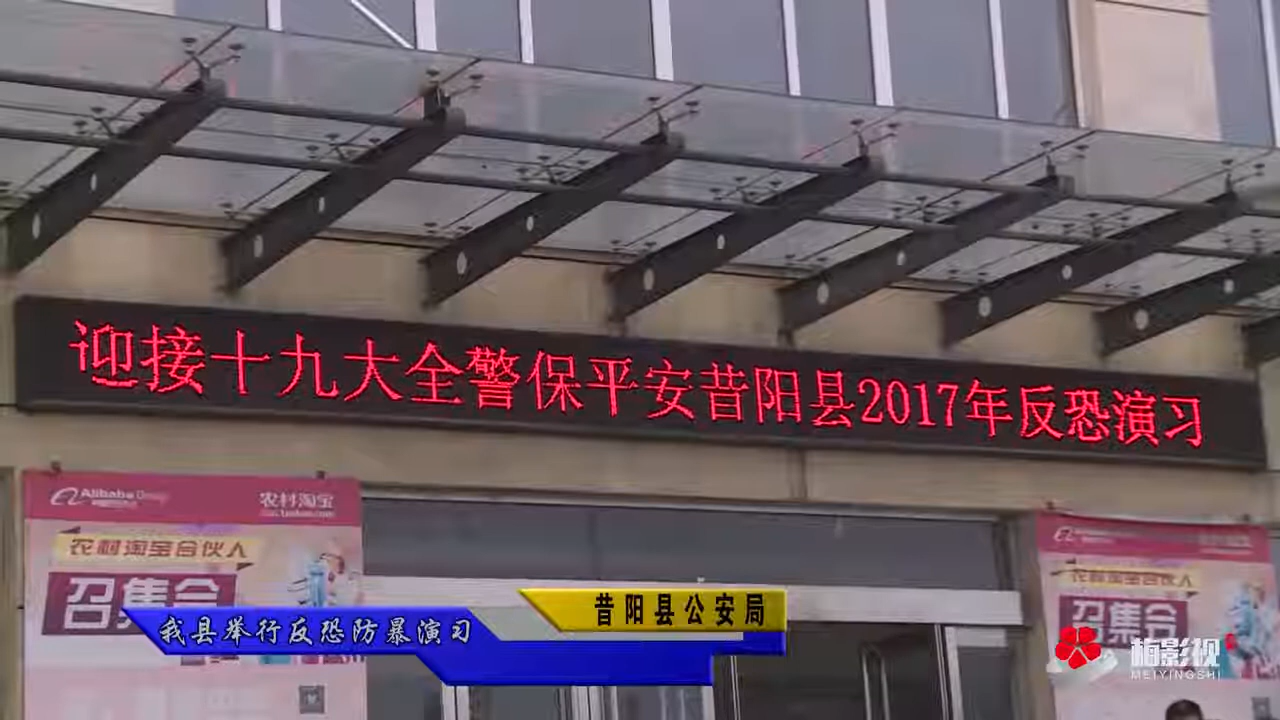 迎接十九大全警保平安昔阳县2017年反恐演习
Alibaba Group
农村淘宝
农村淘宝合伙人
召集令
农村淘宝合伙人
召集令
昔阳县公安局
我县举行反恐防暴演习
梅影视
MEIYINGSHI